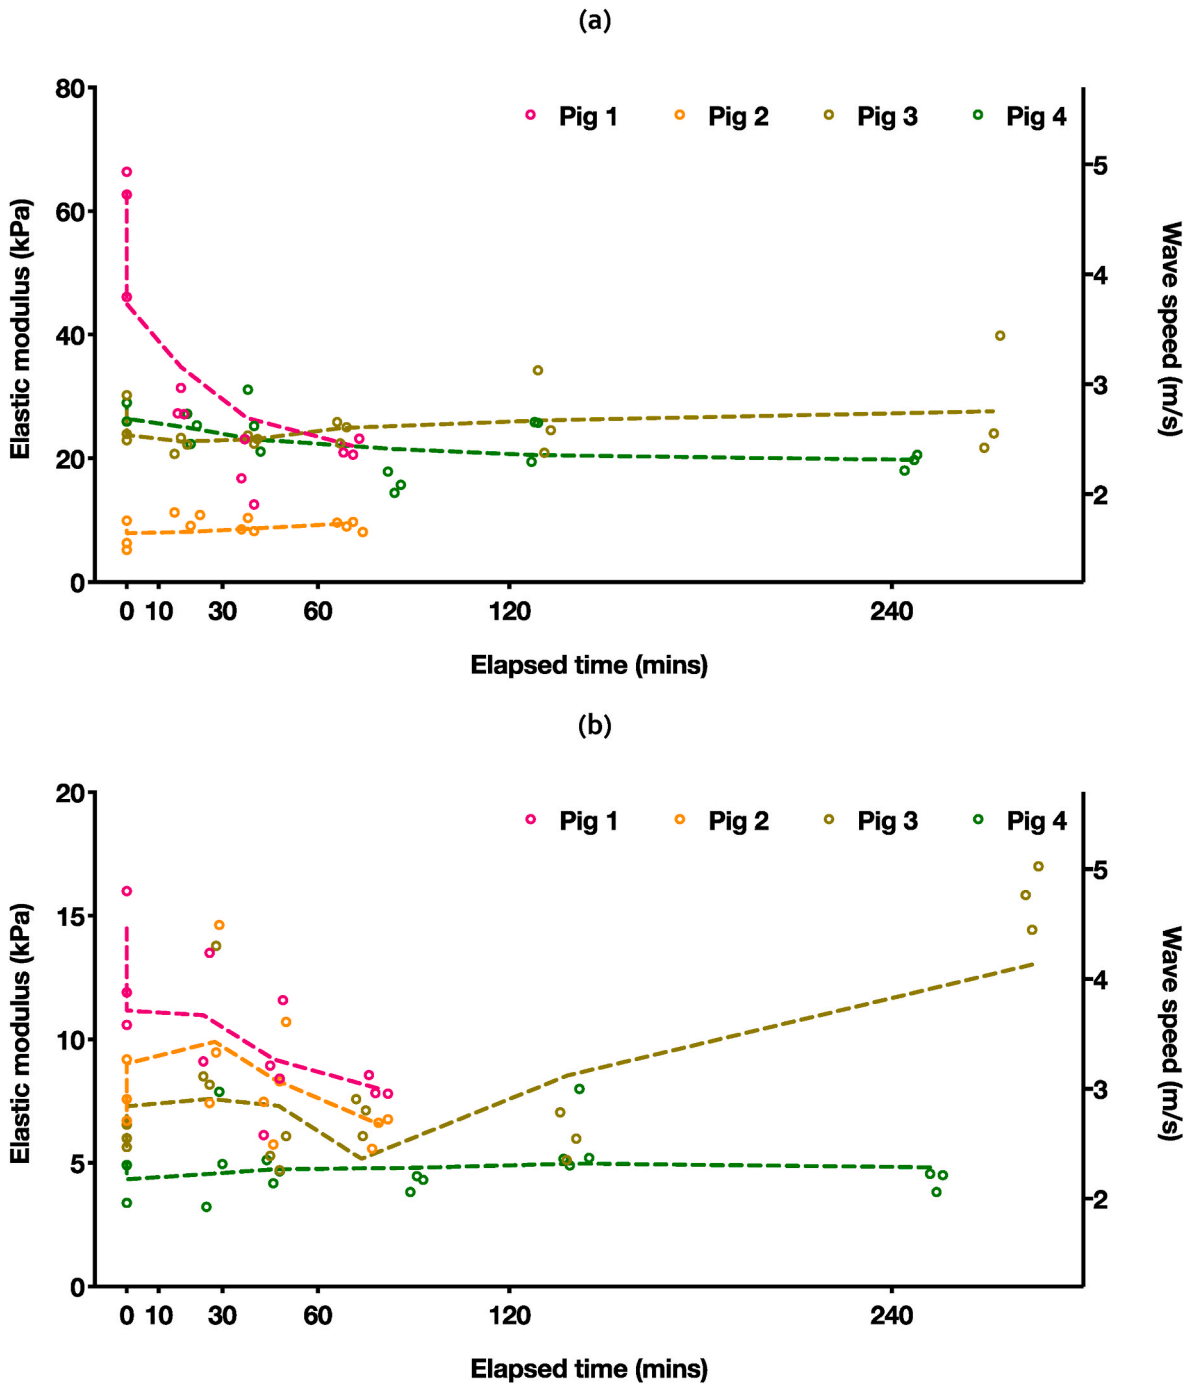 (a)
Pig 1 Pig 2 Pig 3 Pig 4
80
60
40
20
0
Elastic modulus (kPa)
5
4
3
2
Wave speed (m/s)
0 10 30 60 120 240
Elapsed time (mins)
(b)
Pig 1 Pig 2 Pig 3 Pig 4
20
15
10
5
0
Elastic modulus (kPa)
5
4
3
2
Wave speed (m/s)
0 10 30 60 120 240
Elapsed time (mins)